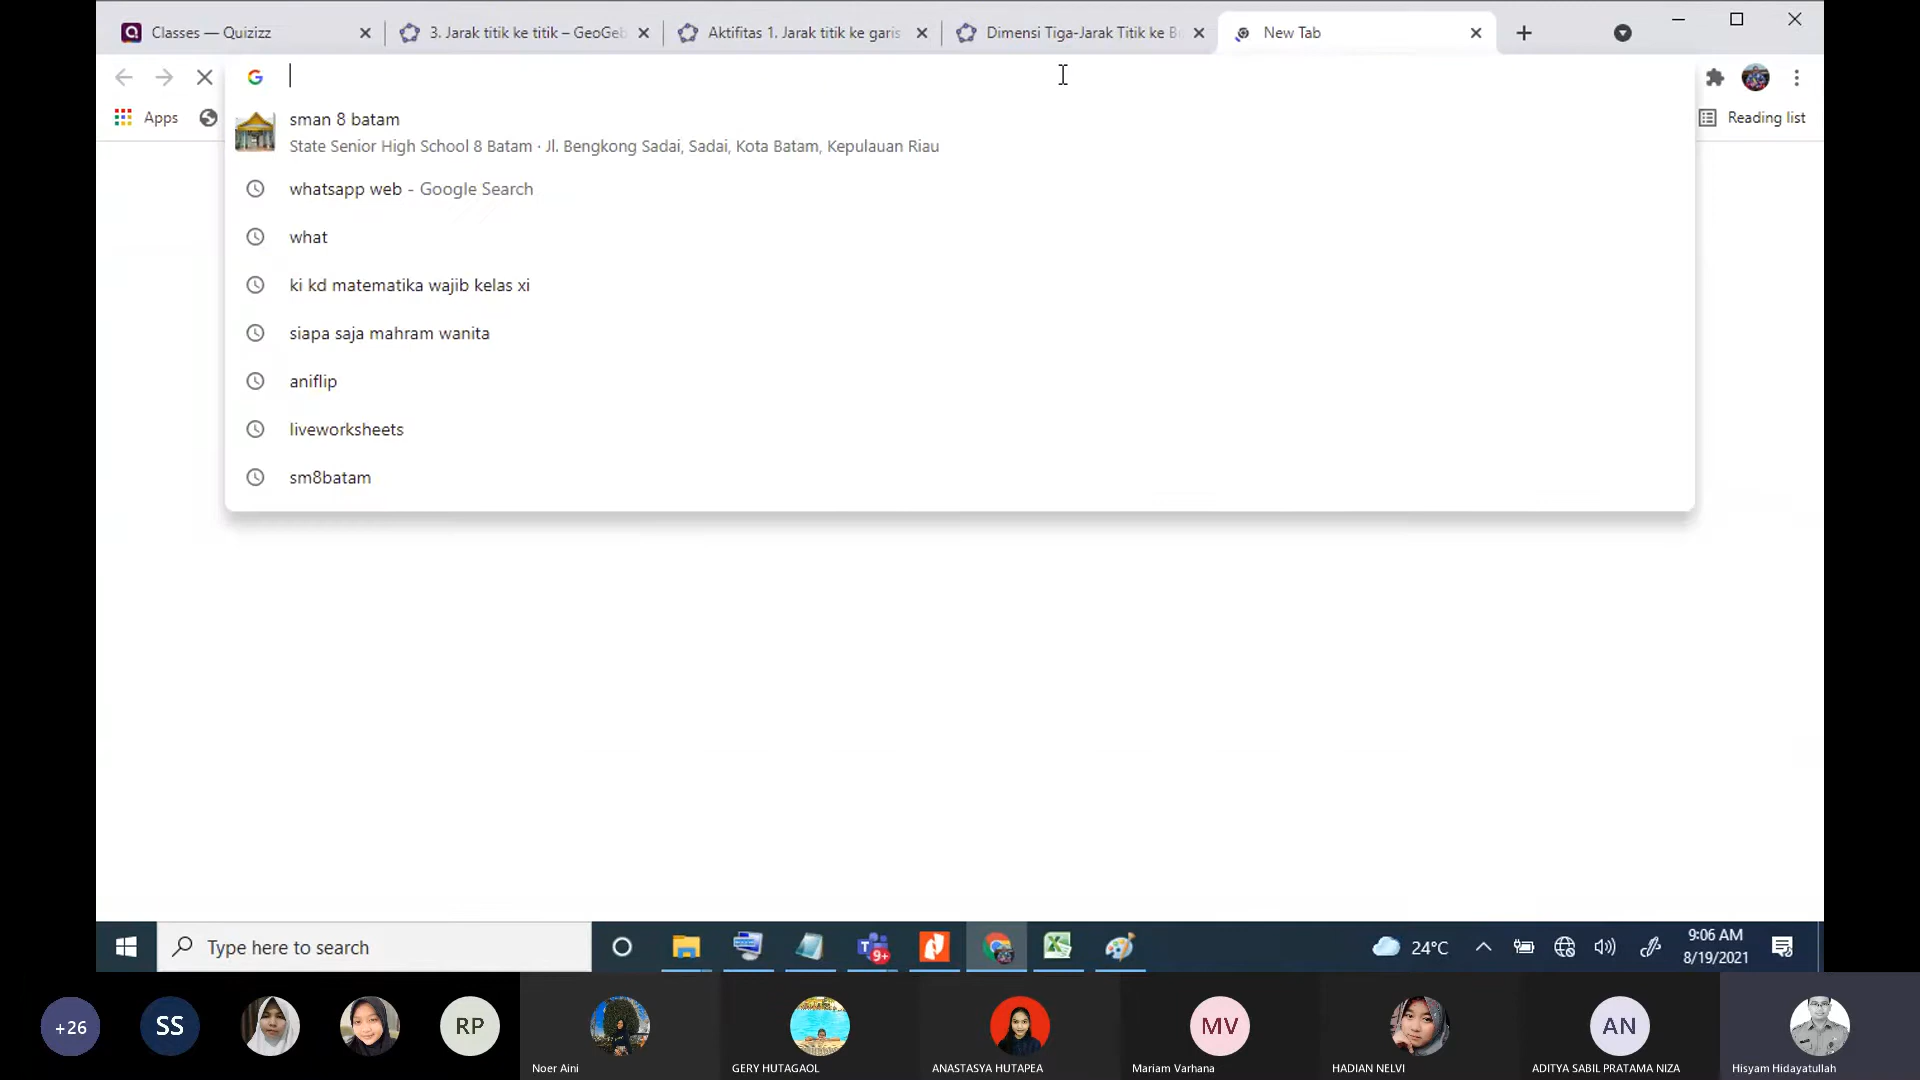 Classes — Quizizz
3. Jarak titik ke titik – GeoGeb
Aktifitas 1. Jarak titik ke garis
Dimensi Tiga-Jarak Titik ke Bi
New Tab
Apps
Reading list
sman 8 batam
State Senior High School 8 Batam · Jl. Bengkong Sadai, Sadai, Kota Batam, Kepulauan Riau
whatsapp web - Google Search
what
ki kd matematika wajib kelas xi
siapa saja mahram wanita
aniflip
liveworksheets
sm8batam
Type here to search
9+
24°C
9:06 AM
8/19/2021
+26
SS
RP
MV
AN
Noer Aini
GERY HUTAGAOL
ANASTASYA HUTAPEA
Mariam Varhana
HADIAN NELVI
ADITYA SABIL PRATAMA NIZA
Hisyam Hidayatullah